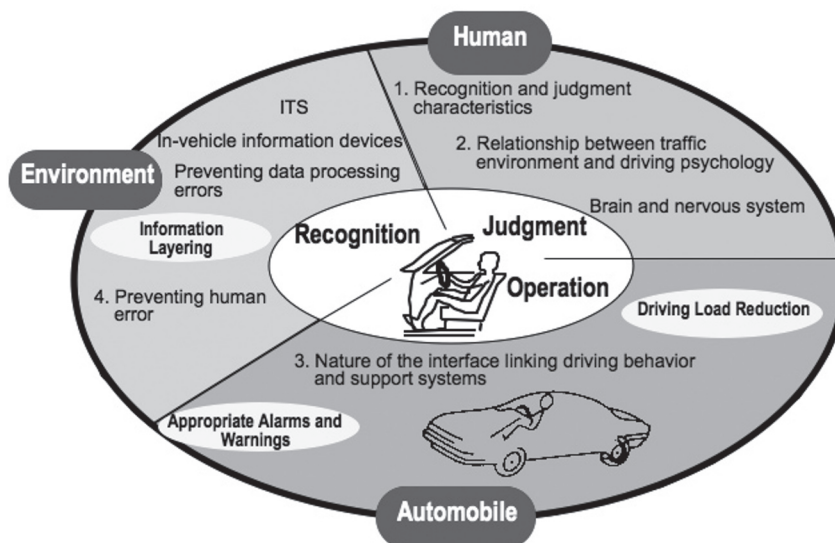 Human
1. Recognition and judgment
characteristics
2. Relationship between traffic
environment and driving psychology
Brain and nervous system
ITS
In-vehicle information devices
Preventing data processing
errors
Environment
Information
Layering
4. Preventing human
error
Recognition
Judgment
Operation
Driving Load Reduction
3. Nature of the interface linking driving behavior
and support systems
Appropriate Alarms and
Warnings
Automobile